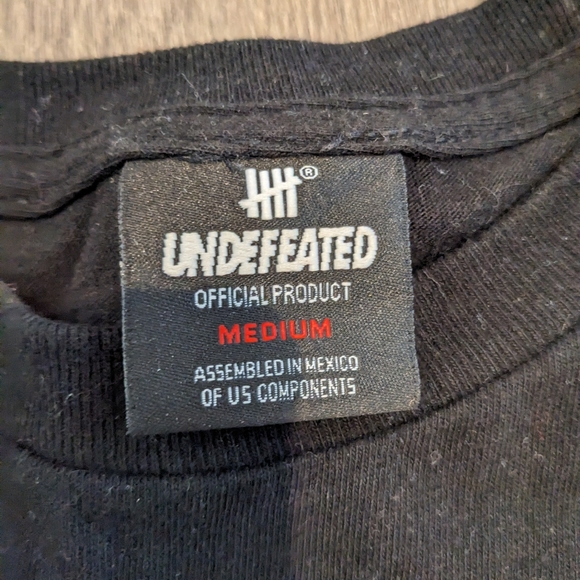 ®
UNDEFEATED
OFFICIAL PRODUCT
MEDIUM
ASSEMBLED IN MEXICO
OF US COMPONENTS